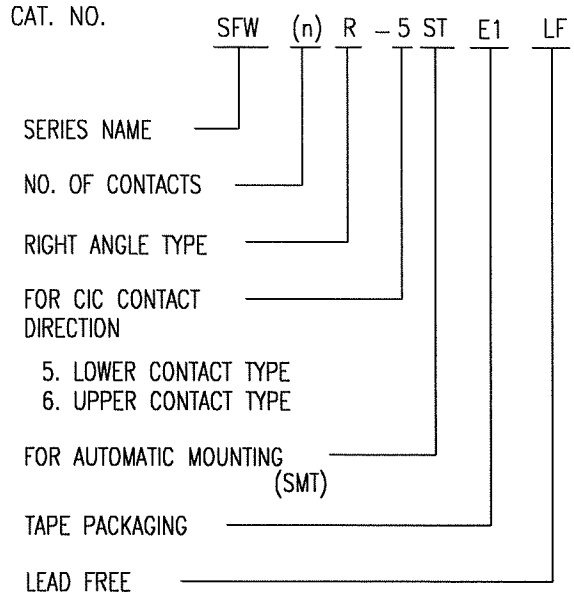 CAT. NO.
SFW (n) R -5 ST E1 LF
SERIES NAME
NO. OF CONTACTS
RIGHT ANGLE TYPE
FOR CIC CONTACT
DIRECTION
5. LOWER CONTACT TYPE
6. UPPER CONTACT TYPE
FOR AUTOMATIC MOUNTING
(SMT)
TAPE PACKAGING
LEAD FREE